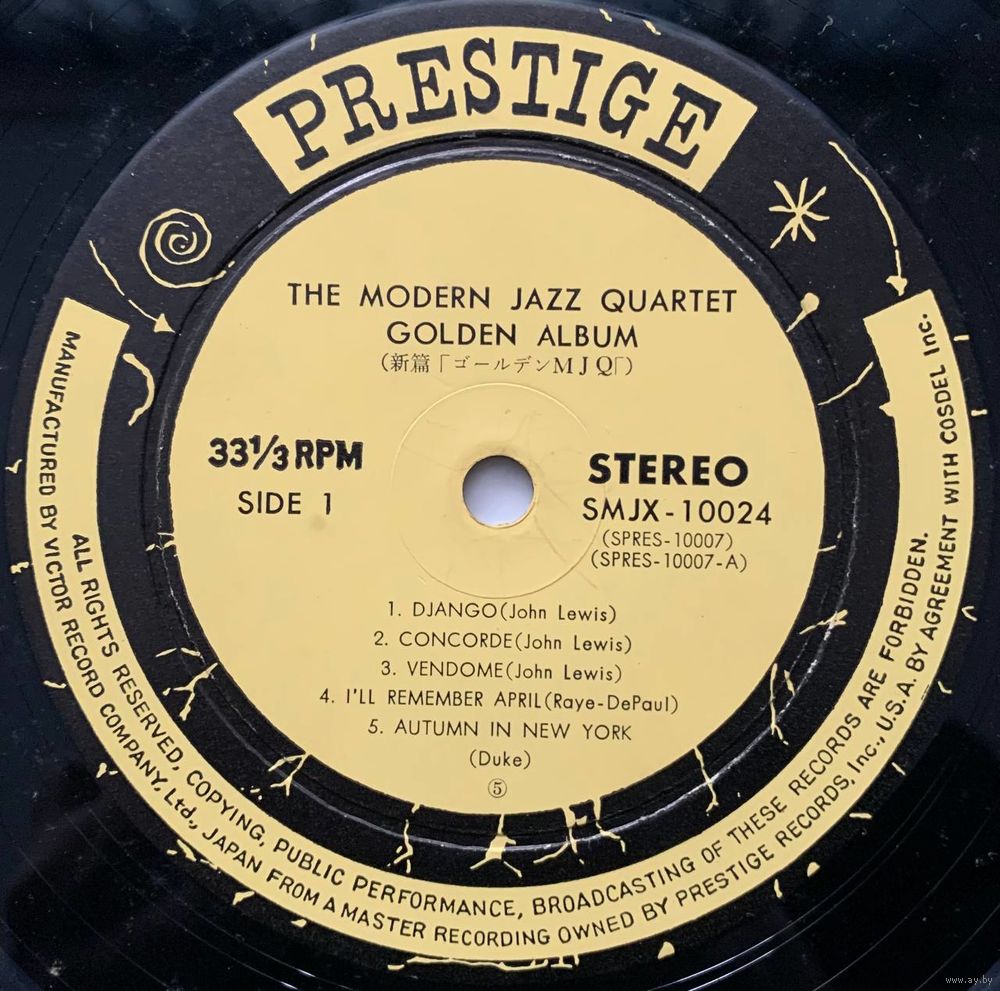 PRESTIGE
THE MODERN JAZZ QUARTET
GOLDEN ALBUM
(新篇「ゴールデンMJQ」)
33⅓ RPM
SIDE 1
STEREO
SMJX-10024
(SPRES-10007)
(SPRES-10007-A)
1. DJANGO(John Lewis)
2. CONCORDE(John Lewis)
3. VENDOME(John Lewis)
4. I'LL REMEMBER APRIL(Raye-DePaul)
5. AUTUMN IN NEW YORK
(Duke)
⑤
ALL RIGHTS RESERVED, COPYING, PUBLIC PERFORMANCE, BROADCASTING OF THESE RECORDS ARE FORBIDDEN.
MANUFACTURED BY VICTOR RECORD COMPANY, Ltd., JAPAN FROM A MASTER RECORDING OWNED BY PRESTIGE RECORDS, Inc., U.S.A. BY AGREEMENT WITH COSDEL Inc.
www.ay.by